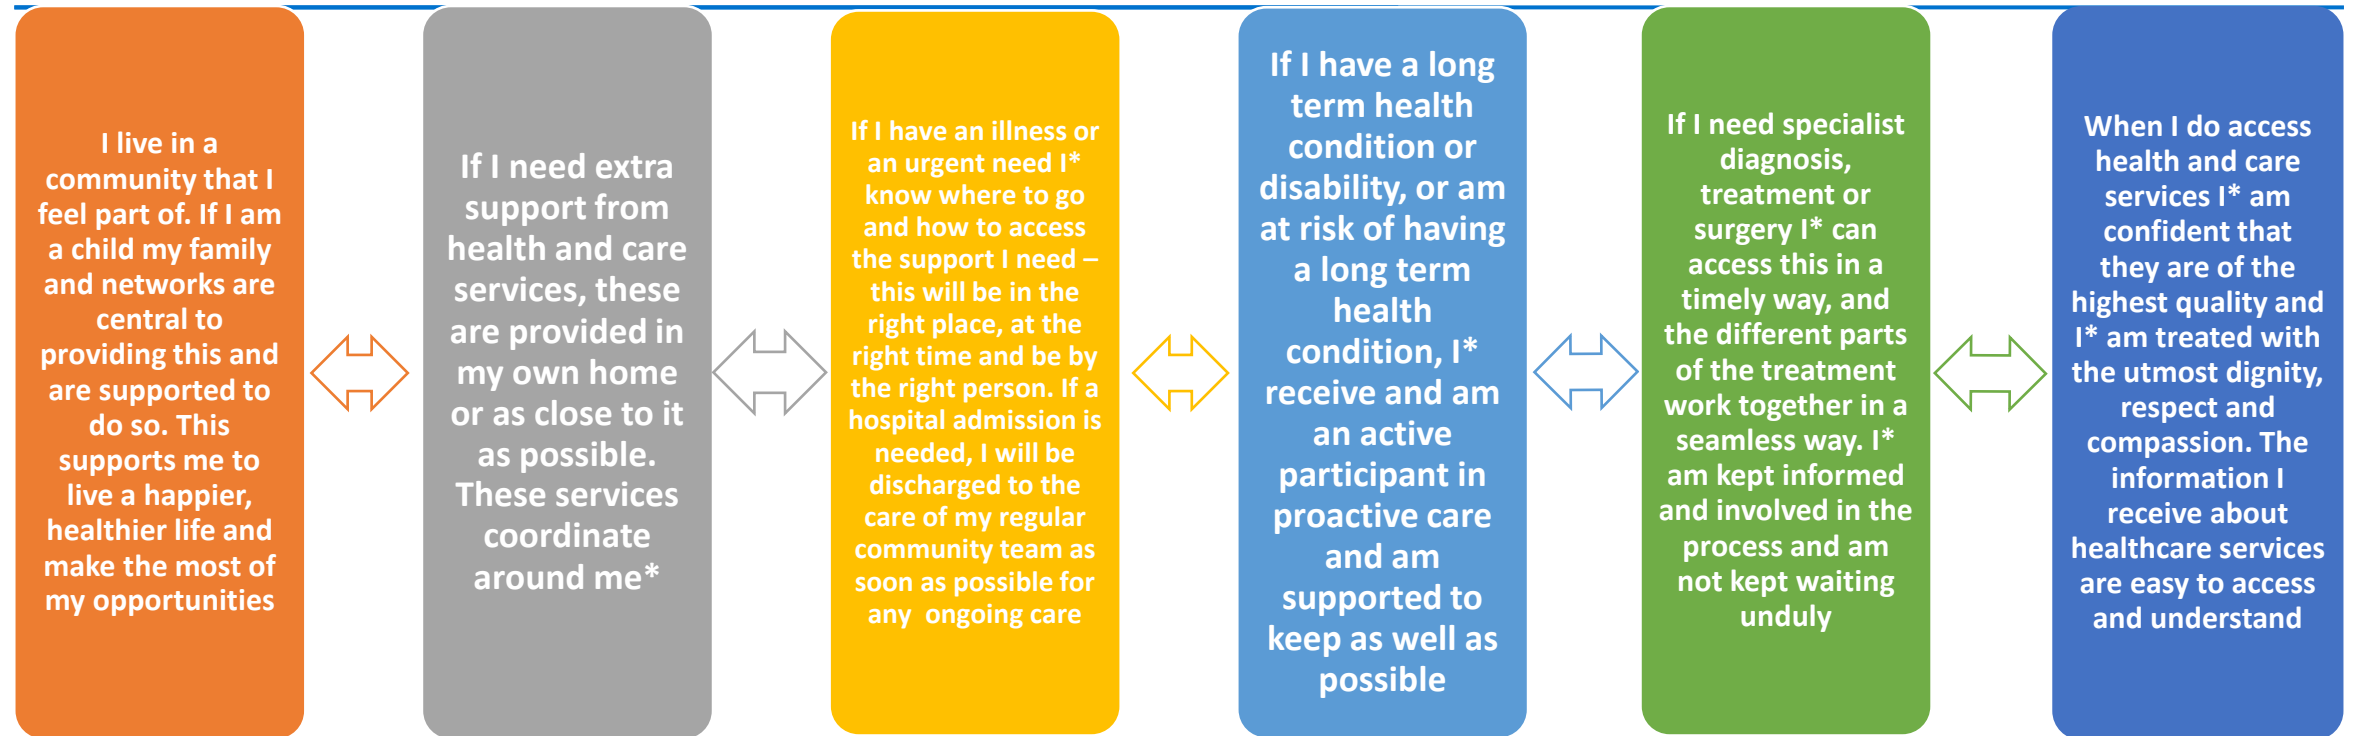 I live in a
community that I
feel part of. If I am
a child my family
and networks are
central to
providing this and
are supported to
do so. This
supports me to
live a happier,
healthier life and
make the most of
my opportunities
If I need extra
support from
health and care
services, these
are provided in
my own home
or as close to it
as possible.
These services
coordinate
around me*
If I have an illness or
an urgent need I*
know where to go
and how to access
the support I need –
this will be in the
right place, at the
right time and be by
the right person. If a
hospital admission is
needed, I will be
discharged to the
care of my regular
community team as
soon as possible for
any  ongoing care
If I have a long
term health
condition or
disability, or am
at risk of having
a long term
health
condition, I*
receive and am
an active
participant in
proactive care
and am
supported to
keep as well as
possible
If I need specialist
diagnosis,
treatment or
surgery I* can
access this in a
timely way, and
the different parts
of the treatment
work together in a
seamless way. I*
am kept informed
and involved in the
process and am
not kept waiting
unduly
When I do access
health and care
services I* am
confident that
they are of the
highest quality and
I* am treated with
the utmost dignity,
respect and
compassion. The
information I
receive about
healthcare services
are easy to access
and understand